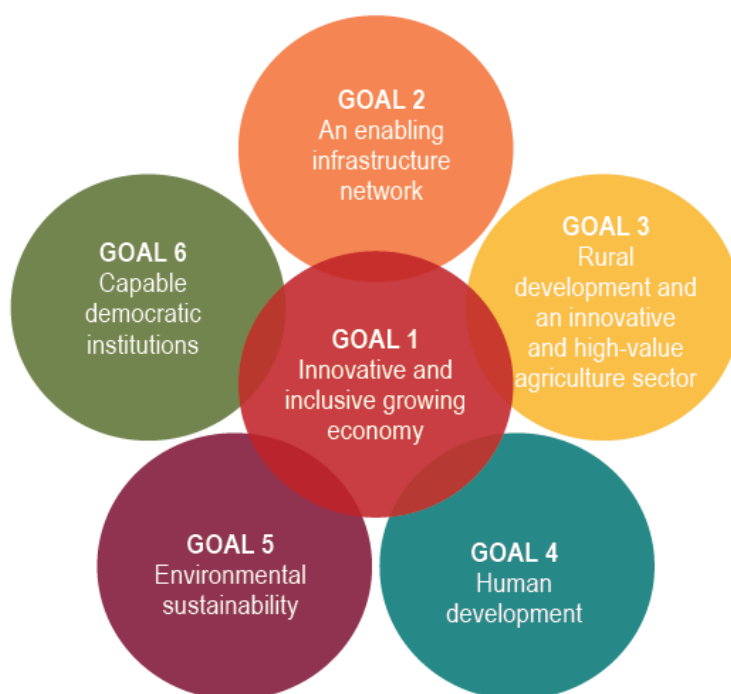 GOAL 2
An enabling
infrastructure
network
GOAL 6
Capable
democratic
institutions
GOAL 3
Rural
development and
an innovative
and high-value
agriculture sector
GOAL 1
Innovative and
inclusive growing
economy
GOAL 5
Environmental
sustainability
GOAL 4
Human
development